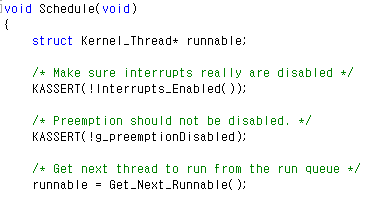 void Schedule(void)
{
struct Kernel_Thread* runnable;
/* Make sure interrupts really are disabled */
KASSERT(!Interrupts_Enabled());
/* Preemption should not be disabled. */
KASSERT(!g_preemptionDisabled);
/* Get next thread to run from the run queue */
runnable = Get_Next_Runnable();